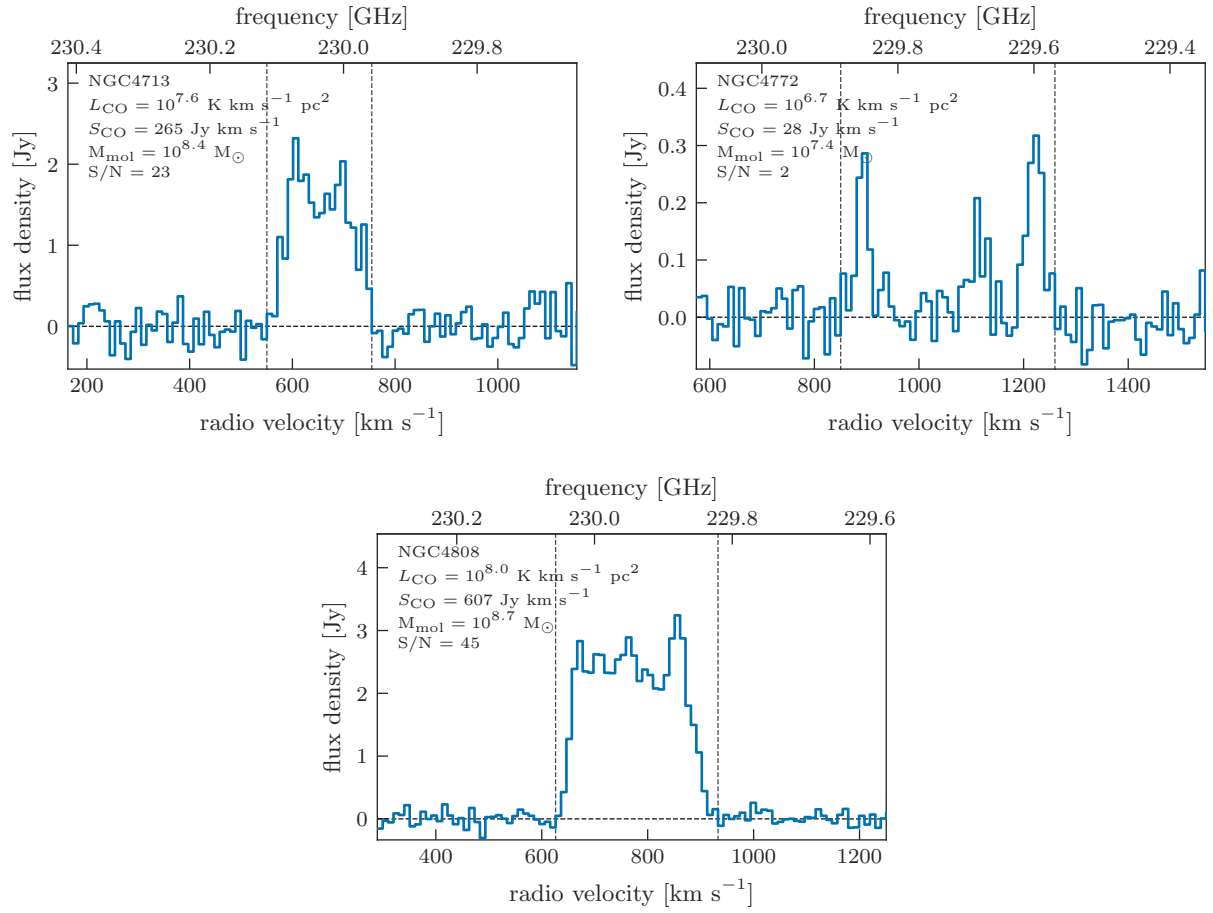 frequency [GHz]
230.4 230.2 230.0 229.8
NGC4713
L_CO = 10^7.6 K km s^−1 pc^2
S_CO = 265 Jy km s^−1
M_mol = 10^8.4 M_⊙
S/N = 23
flux density [Jy]
3
2
1
0
200 400 600 800 1000
radio velocity [km s^−1]
frequency [GHz]
230.0 229.8 229.6 229.4
NGC4772
L_CO = 10^6.7 K km s^−1 pc^2
S_CO = 28 Jy km s^−1
M_mol = 10^7.4 M_⊙
S/N = 2
flux density [Jy]
0.4
0.3
0.2
0.1
0.0
600 800 1000 1200 1400
radio velocity [km s^−1]
frequency [GHz]
230.2 230.0 229.8 229.6
NGC4808
L_CO = 10^8.0 K km s^−1 pc^2
S_CO = 607 Jy km s^−1
M_mol = 10^8.7 M_⊙
S/N = 45
flux density [Jy]
4
3
2
1
0
400 600 800 1000 1200
radio velocity [km s^−1]